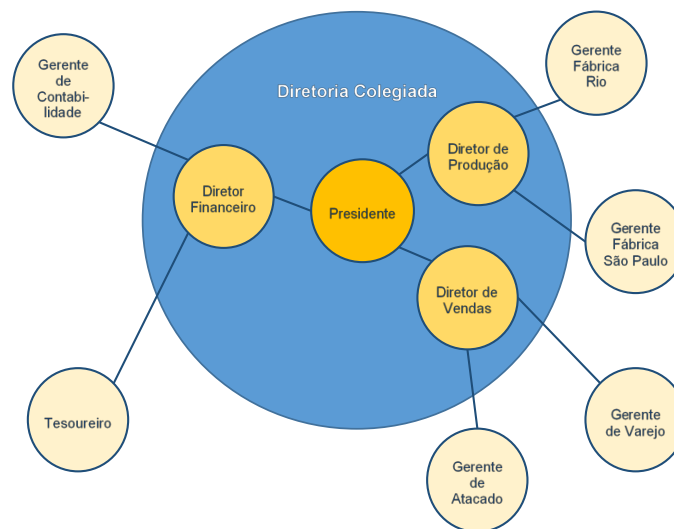 Diretoria Colegiada
Gerente
de
Contabi-
lidade
Gerente
Fábrica
Rio
Diretor de
Produção
Diretor
Financeiro
Presidente
Gerente
Fábrica
São Paulo
Diretor de
Vendas
Tesoureiro
Gerente
de Varejo
Gerente
de
Atacado